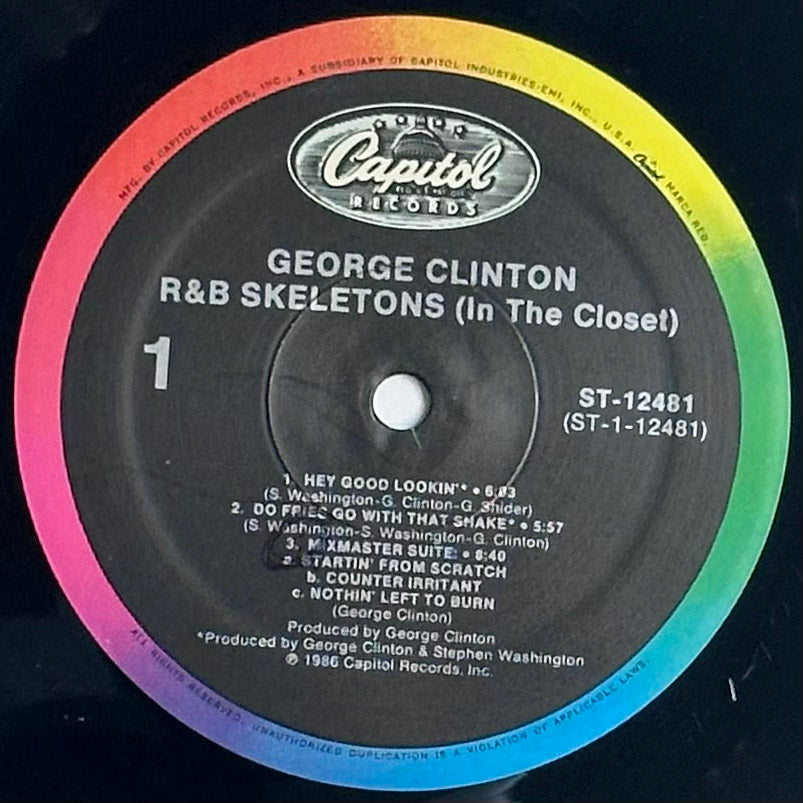 MFG. BY CAPITOL RECORDS, INC., A SUBSIDIARY OF CAPITOL INDUSTRIES-EMI, INC., U.S.A. Capitol MARCA REG.
Capitol
RECORDS
GEORGE CLINTON
R&B SKELETONS (In The Closet)
1
ST-12481
(ST-1-12481)
1. HEY GOOD LOOKIN'* • 6:03
(S. Washington-G. Clinton-G. Shider)
2. DO FRIES GO WITH THAT SHAKE* • 5:57
(S. Washington-S. Washington-G. Clinton)
3. MIXMASTER SUITE: • 6:40
a. STARTIN' FROM SCRATCH
b. COUNTER IRRITANT
c. NOTHIN' LEFT TO BURN
(George Clinton)
Produced by George Clinton
*Produced by George Clinton & Stephen Washington
℗ 1986 Capitol Records, Inc.
ALL RIGHTS RESERVED. UNAUTHORIZED DUPLICATION IS A VIOLATION OF APPLICABLE LAWS.